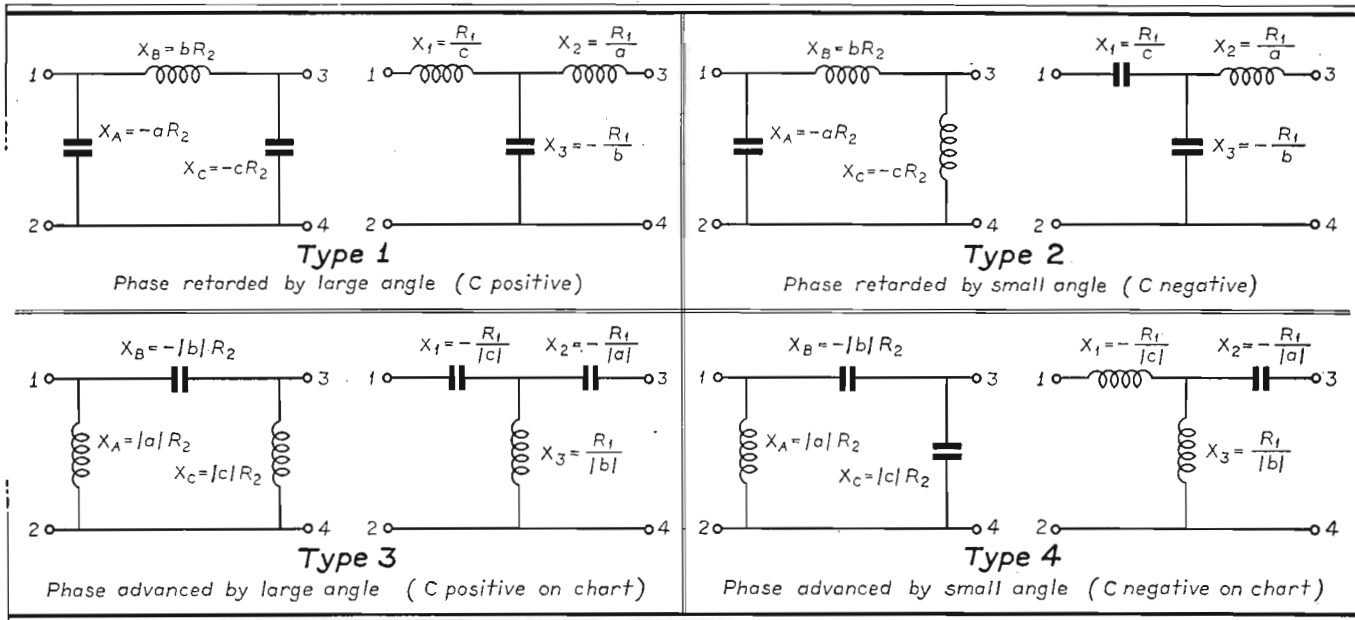 X_B = bR_2
1
3
X_A = -aR_2
X_C = -cR_2
2
4
X_1 = R_1/c
X_2 = R_1/a
1
3
X_3 = -R_1/b
2
4
Type 1
Phase retarded by large angle (C positive)
X_B = bR_2
1
3
X_A = -aR_2
X_C = -cR_2
2
4
X_1 = R_1/c
X_2 = R_1/a
1
3
X_3 = -R_1/b
2
4
Type 2
Phase retarded by small angle (C negative)
X_B = -|b|R_2
1
3
X_A = |a|R_2
X_C = |c|R_2
2
4
X_1 = -R_1/|c|
X_2 = -R_1/|a|
1
3
X_3 = R_1/|b|
2
4
Type 3
Phase advanced by large angle (C positive on chart)
X_B = -|b|R_2
1
3
X_A = |a|R_2
X_C = |c|R_2
2
4
X_1 = -R_1/|c|
X_2 = -R_1/|a|
1
3
X_3 = R_1/|b|
2
4
Type 4
Phase advanced by small angle (C negative on chart)